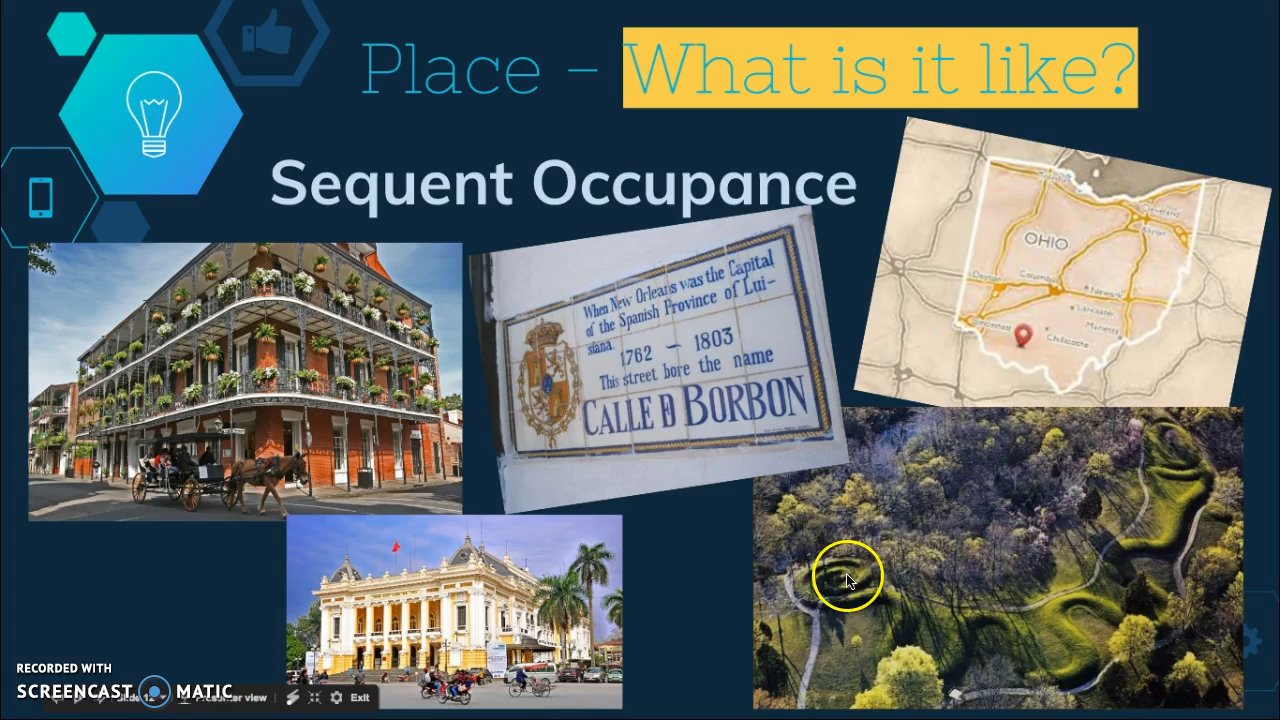 Place - What is it like?
Sequent Occupance
When New Orleans was the Capital
of the Spanish Province of Lui-
siana
1762 - 1803
This street bore the name
CALLE D BORBON
OHIO
Cleveland
Akron
Dayton
Columbus
Newark
Lancaster
Marietta
Cincinnati
Chillicothe
RECORDED WITH
SCREENCAST MATIC
Exit